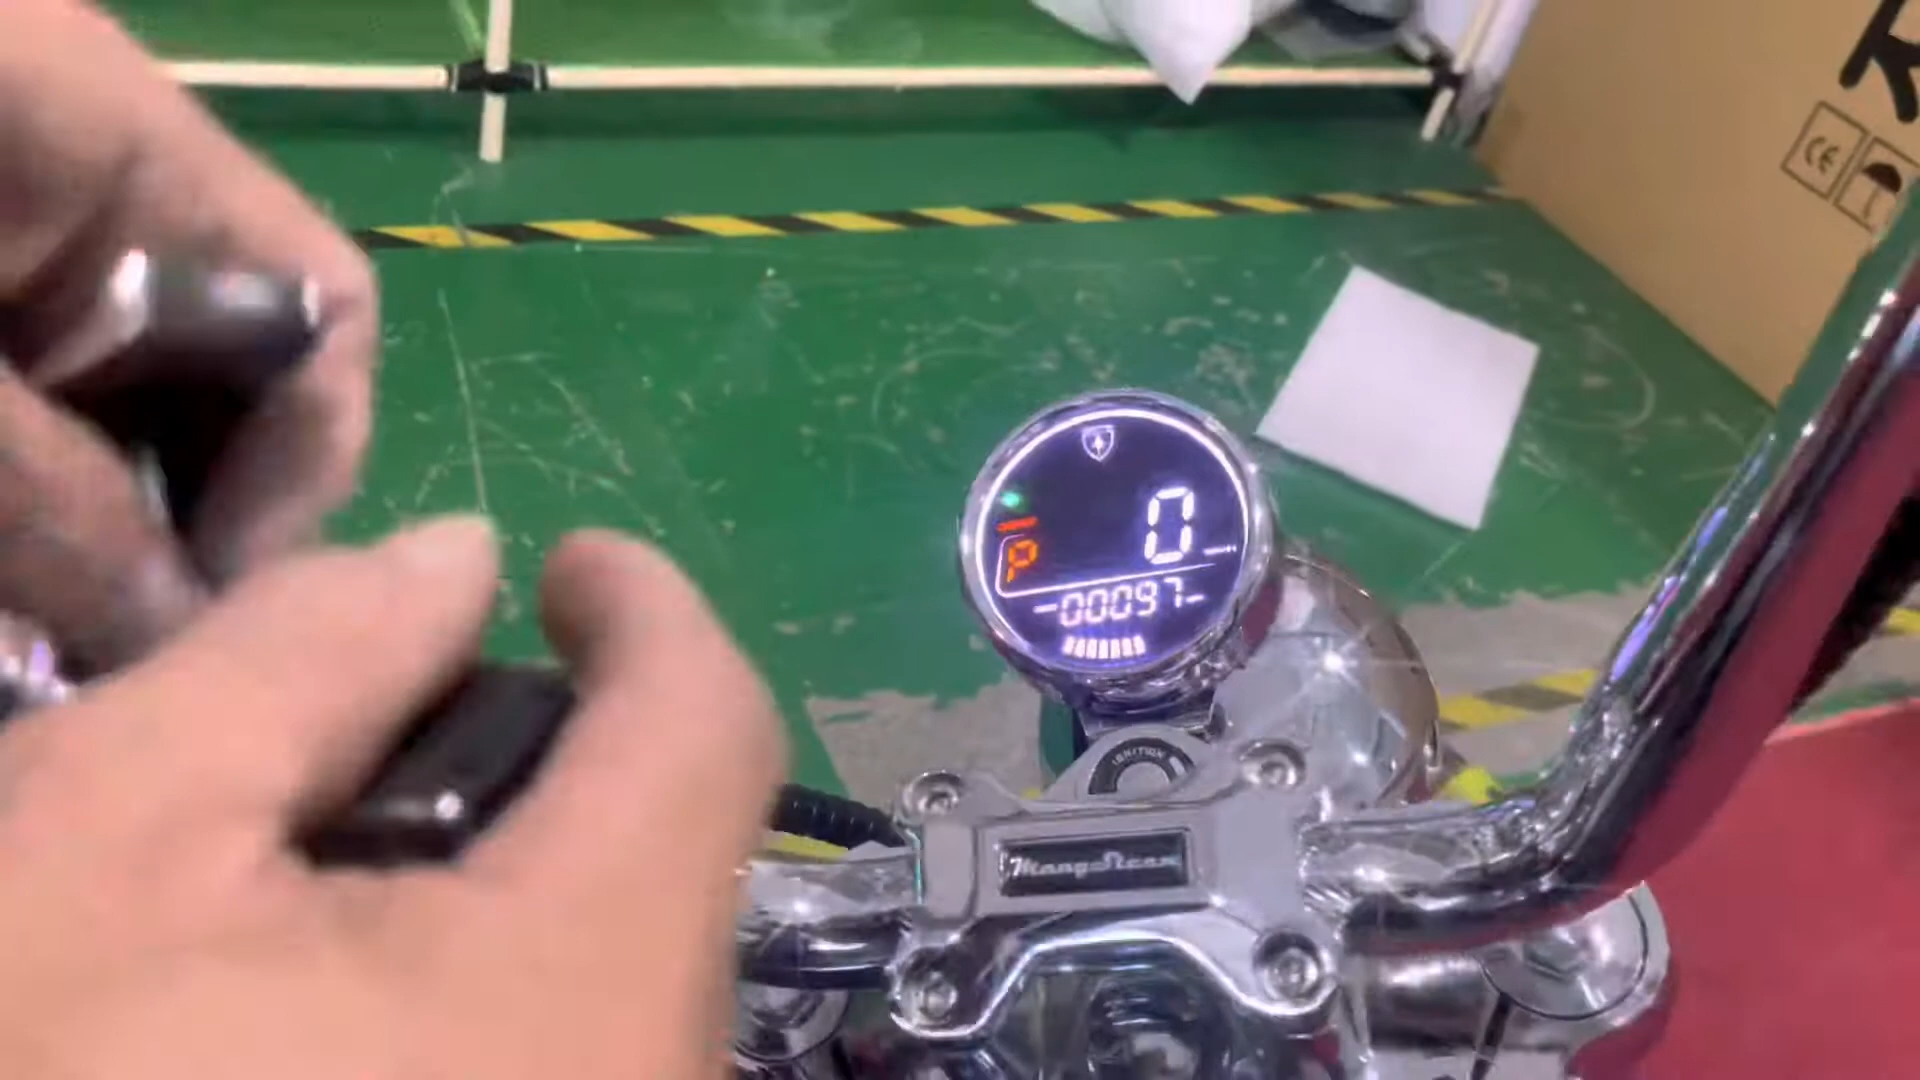 CE
0
P
-00097-
IGNITION
MangoSteen